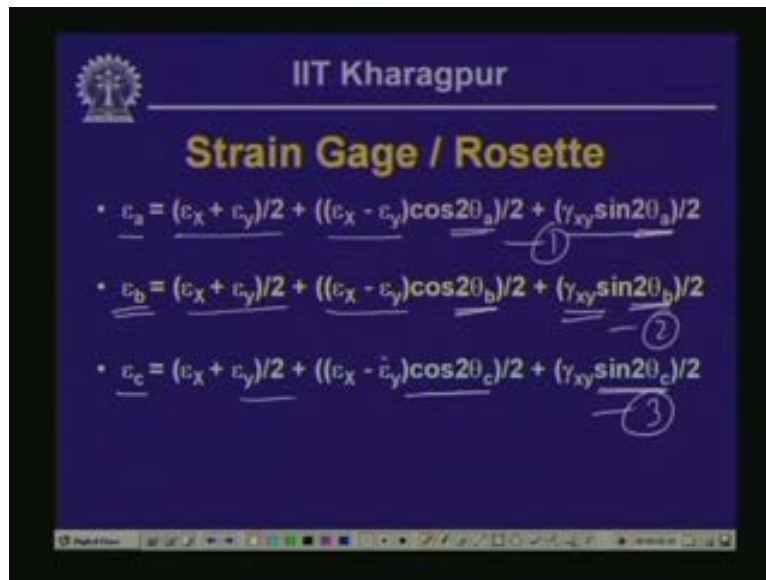 IIT Kharagpur
Strain Gage / Rosette
• εa = (εX + εy)/2 + ((εX - εy)cos2θa)/2 + (γxysin2θa)/2
①
• εb = (εX + εy)/2 + ((εX - εy)cos2θb)/2 + (γxysin2θb)/2
②
• εc = (εX + εy)/2 + ((εX - εy)cos2θc)/2 + (γxysin2θc)/2
③